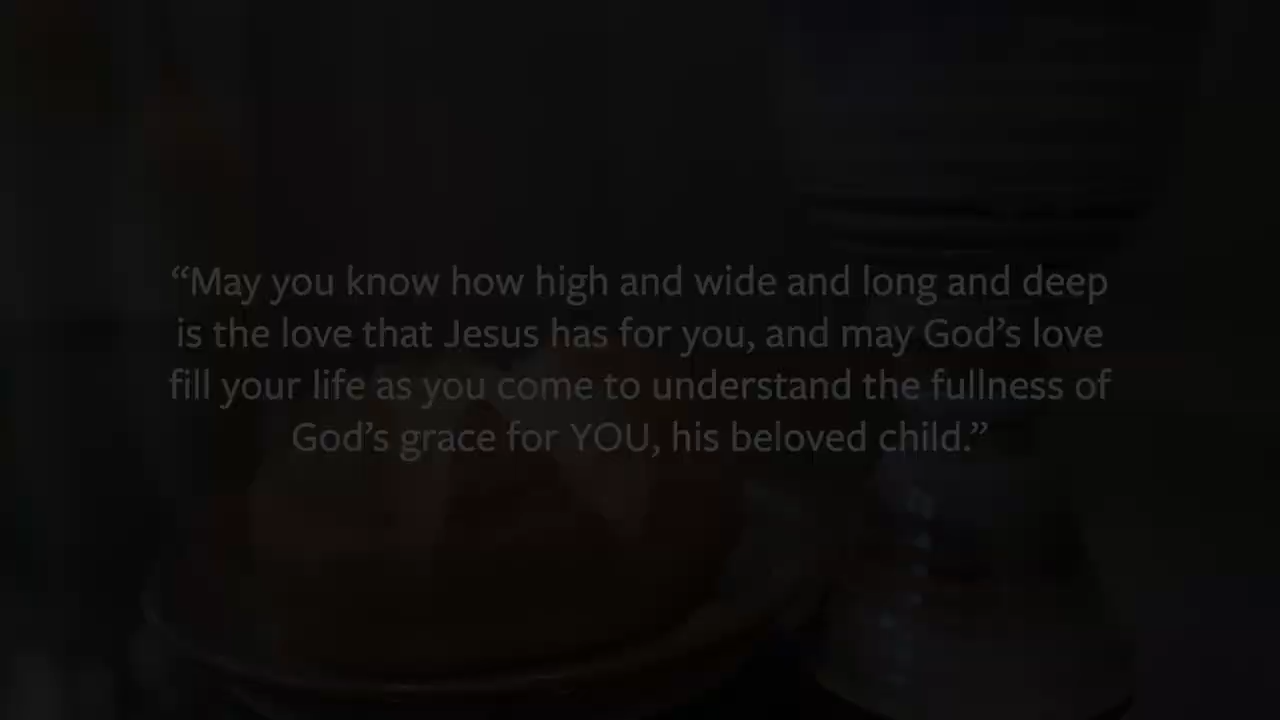 “May you know how high and wide and long and deep
is the love that Jesus has for you, and may God’s love
fill your life as you come to understand the fullness of
God’s grace for YOU, his beloved child.”